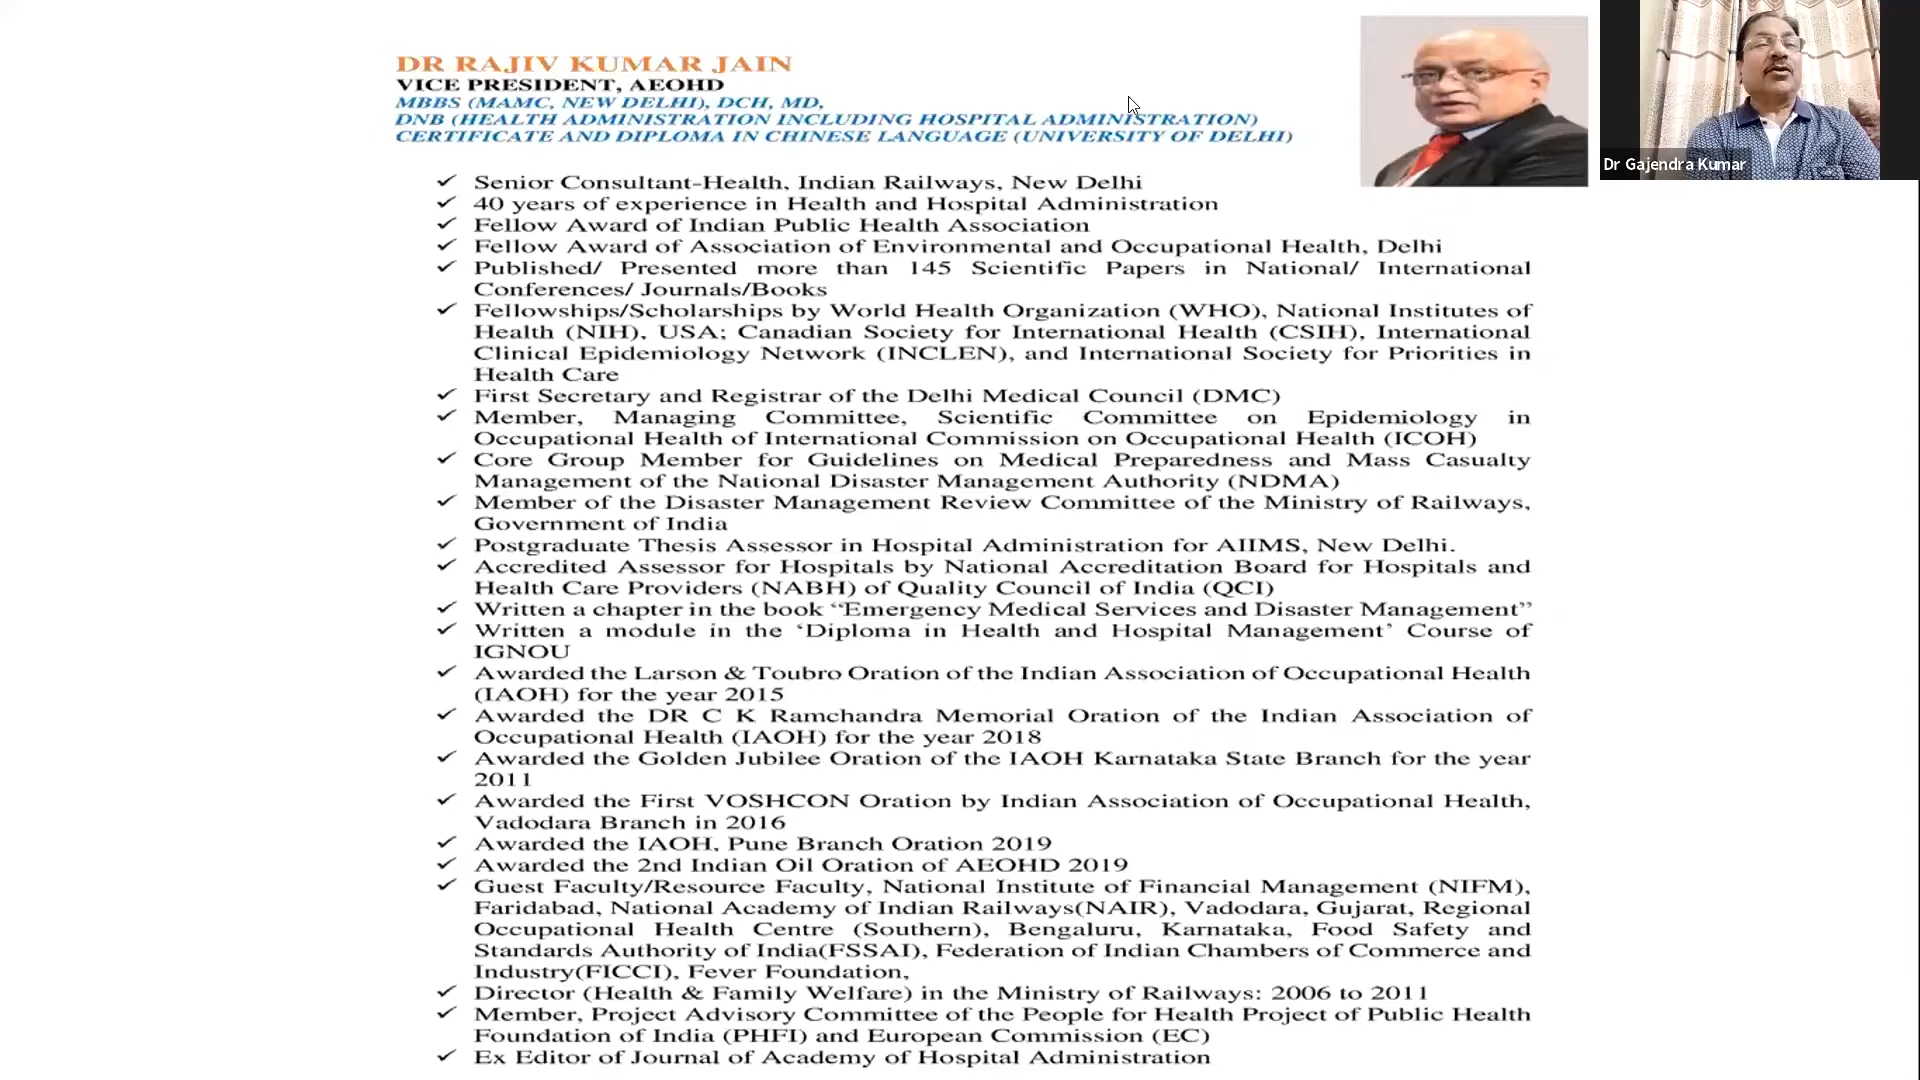 DR RAJIV KUMAR JAIN
VICE PRESIDENT, AEOHD
MBBS (MAMC, NEW DELHI), DCH, MD,
DNB (HEALTH ADMINISTRATION INCLUDING HOSPITAL ADMINISTRATION)
CERTIFICATE AND DIPLOMA IN CHINESE LANGUAGE (UNIVERSITY OF DELHI)
Dr Gajendra Kumar
✓ Senior Consultant-Health, Indian Railways, New Delhi
✓ 40 years of experience in Health and Hospital Administration
✓ Fellow Award of Indian Public Health Association
✓ Fellow Award of Association of Environmental and Occupational Health, Delhi
✓ Published/ Presented more than 145 Scientific Papers in National/ International
Conferences/ Journals/Books
✓ Fellowships/Scholarships by World Health Organization (WHO), National Institutes of
Health (NIH), USA; Canadian Society for International Health (CSIH), International
Clinical Epidemiology Network (INCLEN), and International Society for Priorities in
Health Care
✓ First Secretary and Registrar of the Delhi Medical Council (DMC)
✓ Member, Managing Committee, Scientific Committee on Epidemiology in
Occupational Health of International Commission on Occupational Health (ICOH)
✓ Core Group Member for Guidelines on Medical Preparedness and Mass Casualty
Management of the National Disaster Management Authority (NDMA)
✓ Member of the Disaster Management Review Committee of the Ministry of Railways,
Government of India
✓ Postgraduate Thesis Assessor in Hospital Administration for AIIMS, New Delhi.
✓ Accredited Assessor for Hospitals by National Accreditation Board for Hospitals and
Health Care Providers (NABH) of Quality Council of India (QCI)
✓ Written a chapter in the book “Emergency Medical Services and Disaster Management”
✓ Written a module in the ‘Diploma in Health and Hospital Management’ Course of
IGNOU
✓ Awarded the Larson & Toubro Oration of the Indian Association of Occupational Health
(IAOH) for the year 2015
✓ Awarded the DR C K Ramchandra Memorial Oration of the Indian Association of
Occupational Health (IAOH) for the year 2018
✓ Awarded the Golden Jubilee Oration of the IAOH Karnataka State Branch for the year
2011
✓ Awarded the First VOSHCON Oration by Indian Association of Occupational Health,
Vadodara Branch in 2016
✓ Awarded the IAOH, Pune Branch Oration 2019
✓ Awarded the 2nd Indian Oil Oration of AEOHD 2019
✓ Guest Faculty/Resource Faculty, National Institute of Financial Management (NIFM),
Faridabad, National Academy of Indian Railways(NAIR), Vadodara, Gujarat, Regional
Occupational Health Centre (Southern), Bengaluru, Karnataka, Food Safety and
Standards Authority of India(FSSAI), Federation of Indian Chambers of Commerce and
Industry(FICCI), Fever Foundation,
✓ Director (Health & Family Welfare) in the Ministry of Railways: 2006 to 2011
✓ Member, Project Advisory Committee of the People for Health Project of Public Health
Foundation of India (PHFI) and European Commission (EC)
✓ Ex Editor of Journal of Academy of Hospital Administration